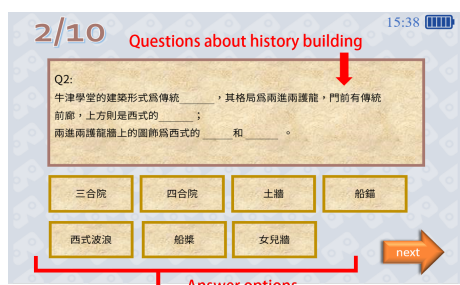 2/10
15:38
Questions about history building
Q2:
牛津學堂的建築形式爲傳統______，其格局爲兩進兩護龍，門前有傳統
前廊，上方則是西式的______；
兩進兩護龍牆上的圖飾爲西式的_____和______。
三合院
四合院
土牆
船錨
西式波浪
船槳
女兒牆
next
Answer options